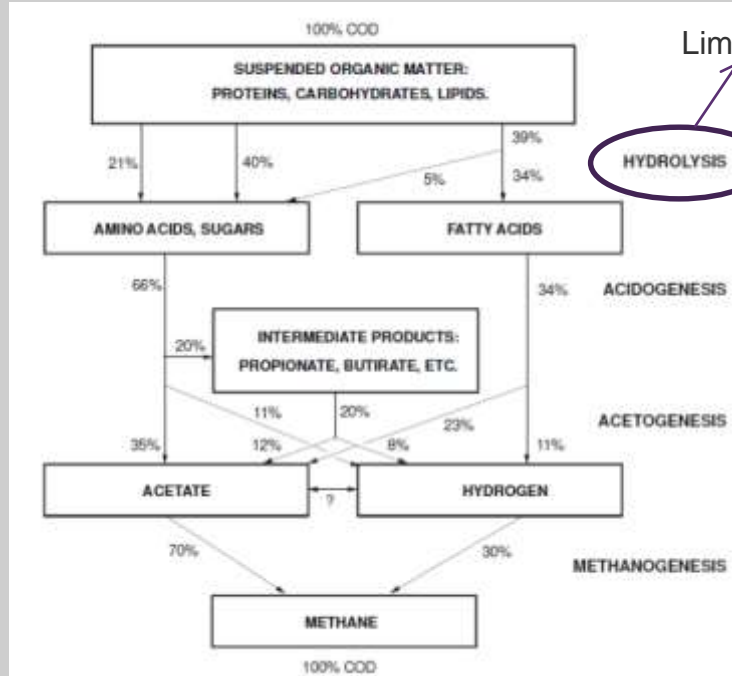 100% COD
Lim
SUSPENDED ORGANIC MATTER:
PROTEINS, CARBOHYDRATES, LIPIDS.
39%
21%
40%
5%
34%
HYDROLYSIS
AMINO ACIDS, SUGARS
FATTY ACIDS
66%
34%
ACIDOGENESIS
INTERMEDIATE PRODUCTS:
PROPIONATE, BUTIRATE, ETC.
20%
11%
20%
23%
ACETOGENESIS
35%
12%
8%
11%
ACETATE
?
HYDROGEN
70%
30%
METHANOGENESIS
METHANE
100% COD